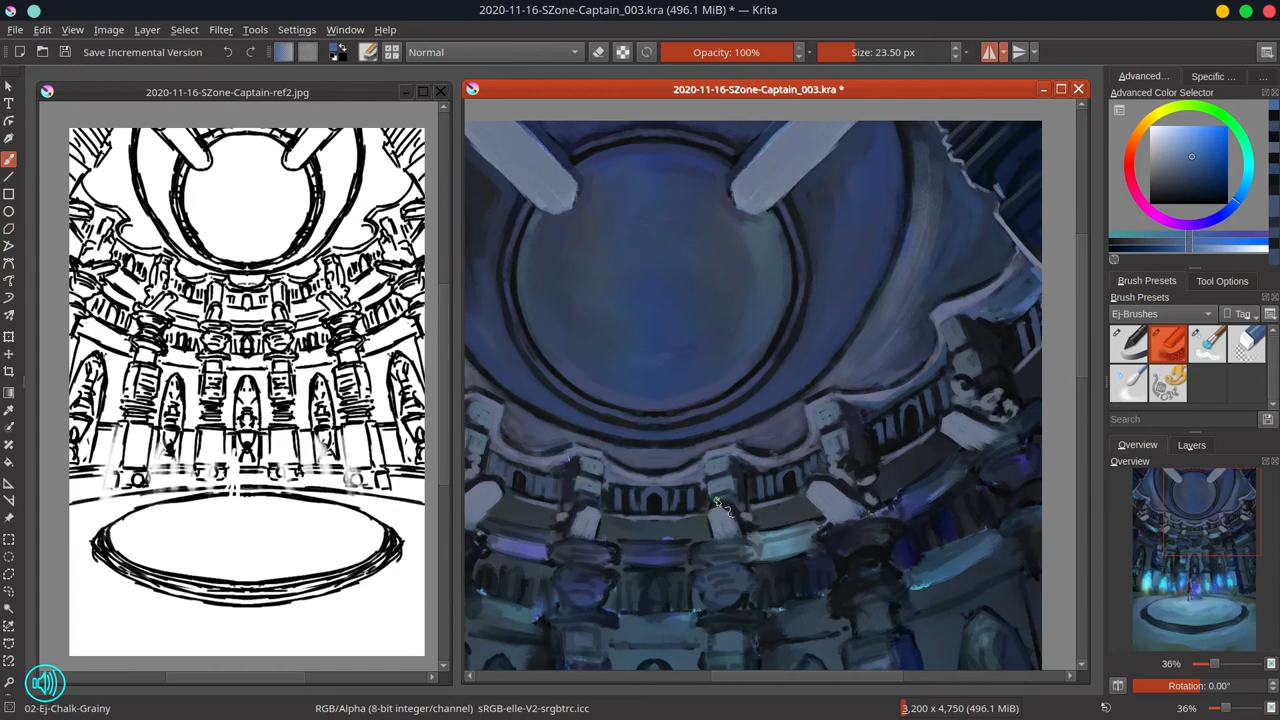 2020-11-16-SZone-Captain_003.kra (496.1 MiB) * — Krita
File Edit View Image Layer Select Filter Tools Settings Window Help
Save Incremental Version Normal Opacity: 100% Size: 23.50 px
2020-11-16-SZone-Captain-ref2.jpg
2020-11-16-SZone-Captain_003.kra *
Advanced... Specific ... ...
Advanced Color Selector
Brush Presets Tool Options
Brush Presets
Ej-Brushes Tag
Search
Overview Layers
Overview
36%
Rotation: 0.00°
02-Ej-Chalk-Grainy RGB/Alpha (8-bit integer/channel) sRGB-elle-V2-srgbtrc.icc 3,200 x 4,750 (496.1 MiB) 36%